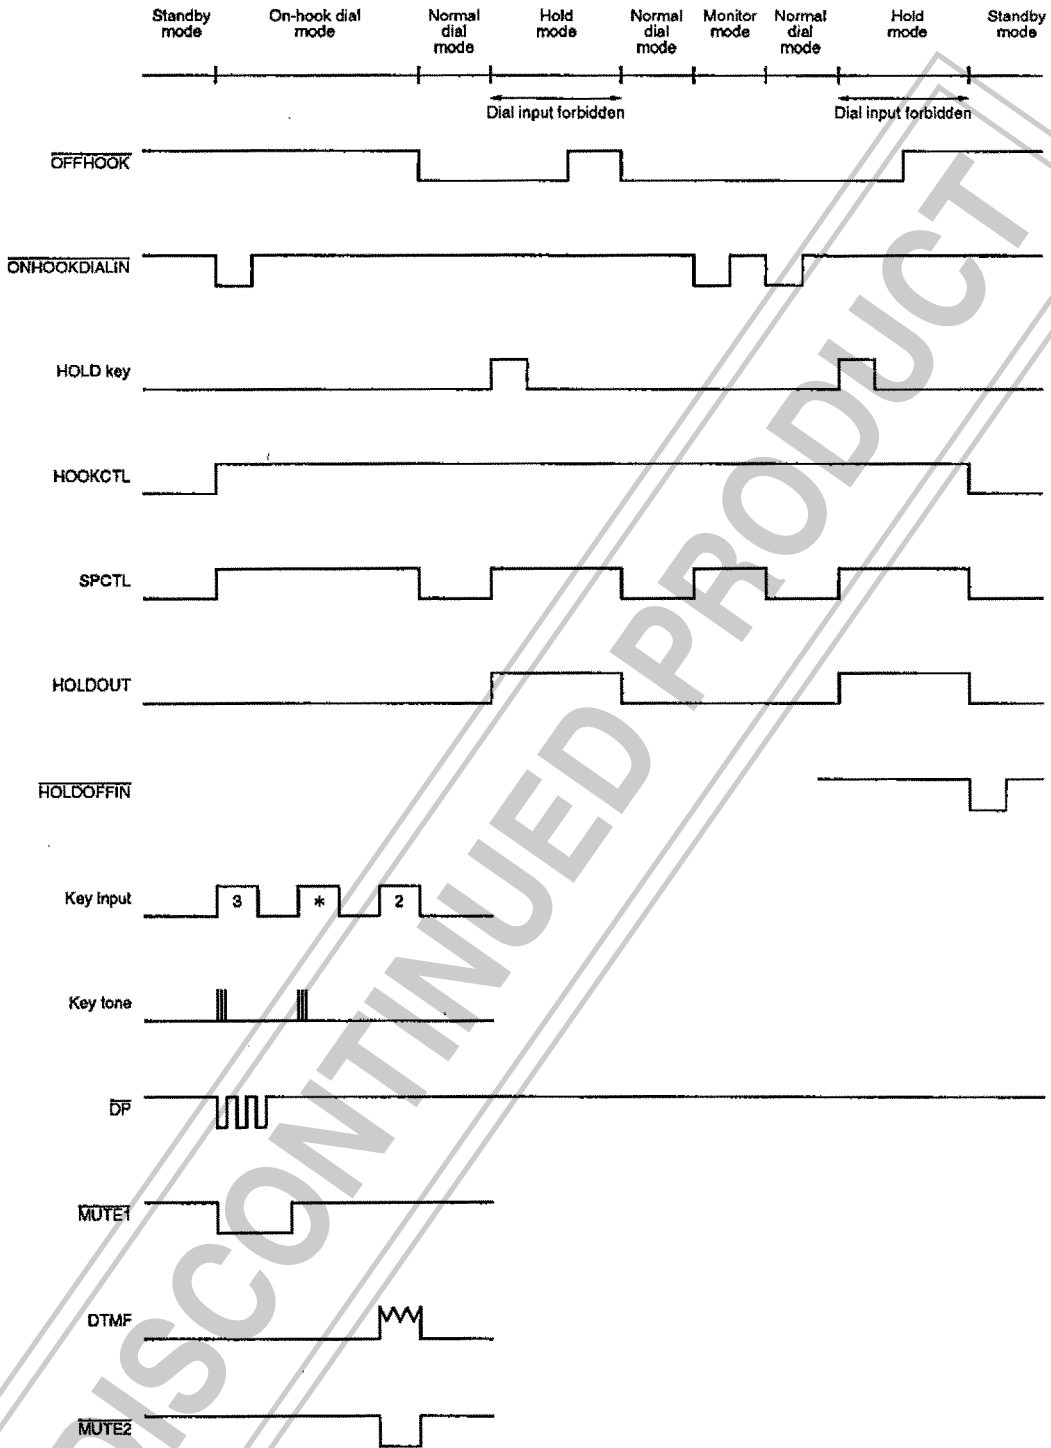 Standby mode
On-hook dial mode
Normal dial mode
Hold mode
Normal dial mode
Monitor mode
Normal dial mode
Hold mode
Standby mode
Dial input forbidden
Dial input forbidden
OFFHOOK
ONHOOKDIALIN
HOLD key
HOOKCTL
SPCTL
HOLDOUT
HOLDOFFIN
Key Input
3
*
2
Key tone
DP
MUTE1
DTMF
MUTE2
DISCONTINUED PRODUCT